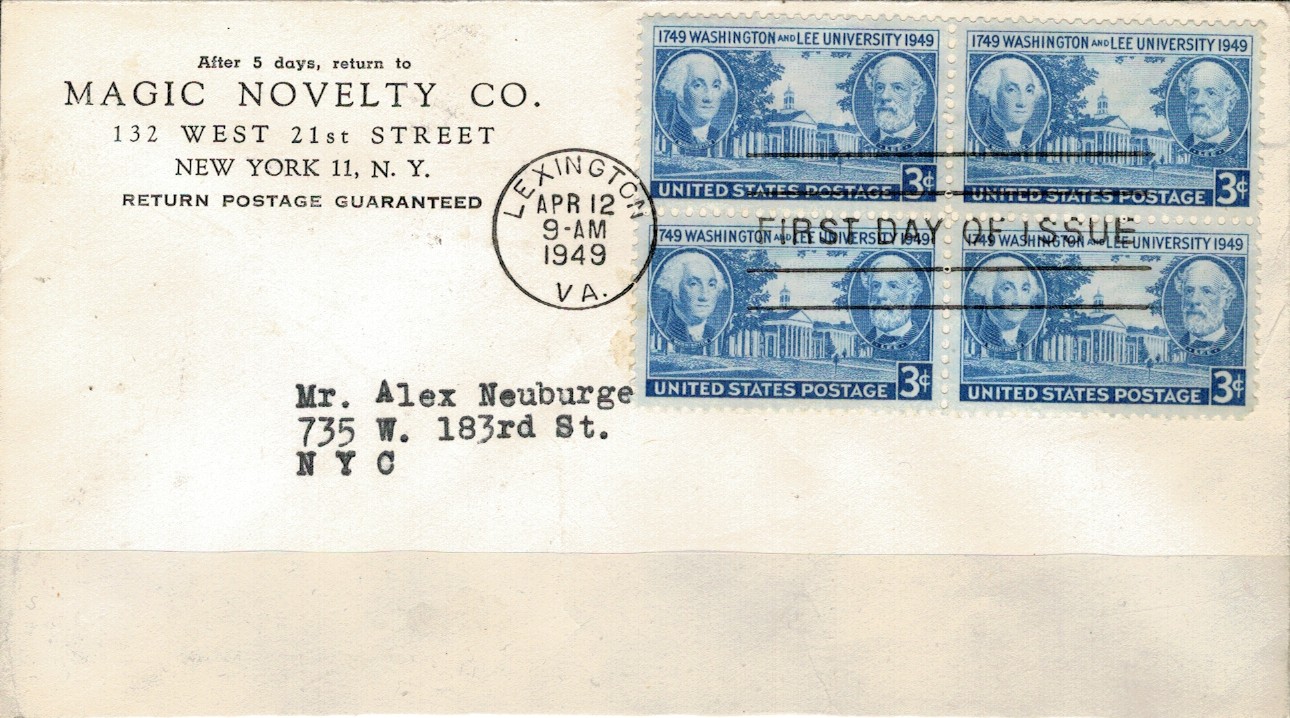 After 5 days, return to
MAGIC NOVELTY CO.
132 WEST 21st STREET
NEW YORK 11, N. Y.
RETURN POSTAGE GUARANTEED
LEXINGTON
APR 12
9-AM
1949
VA.
FIRST DAY OF ISSUE
1749 WASHINGTON AND LEE UNIVERSITY 1949
UNITED STATES POSTAGE 3¢
1749 WASHINGTON AND LEE UNIVERSITY 1949
UNITED STATES POSTAGE 3¢
1749 WASHINGTON AND LEE UNIVERSITY 1949
UNITED STATES POSTAGE 3¢
1749 WASHINGTON AND LEE UNIVERSITY 1949
UNITED STATES POSTAGE 3¢
Mr. Alex Neuburge
735 W. 183rd St.
N Y C